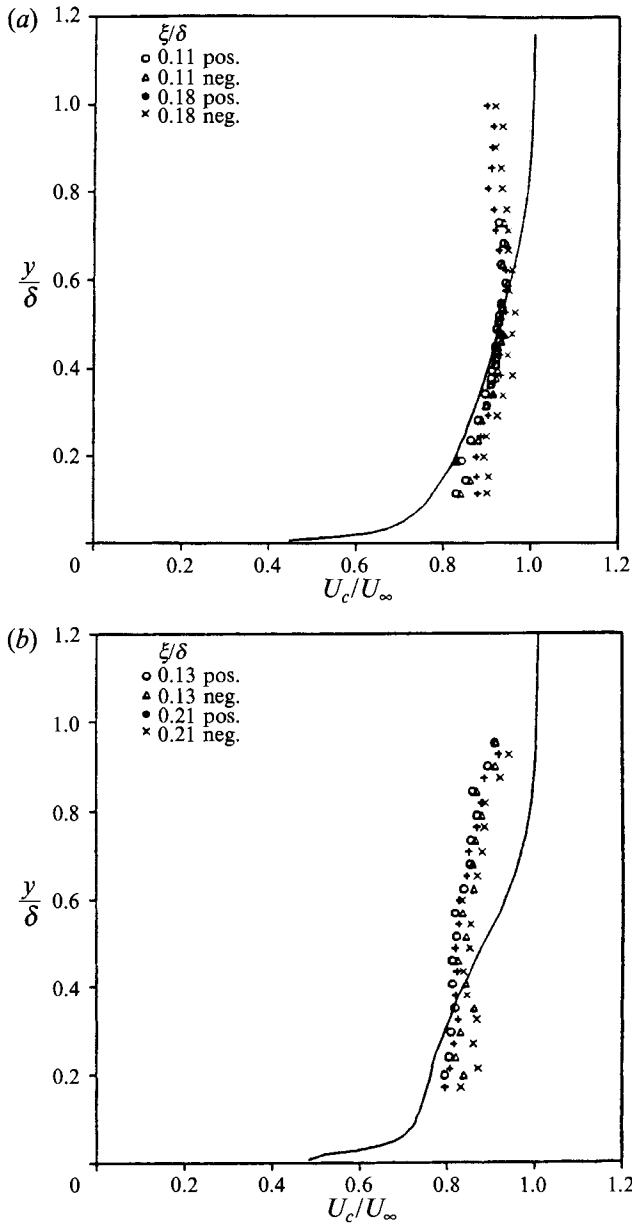 (a)
1.2
1.0
0.8
0.6
0.4
0.2
y/δ
ξ/δ
0.11 pos.
0.11 neg.
0.18 pos.
0.18 neg.
0 0.2 0.4 0.6 0.8 1.0 1.2
U_c/U_∞
(b)
1.2
1.0
0.8
0.6
0.4
0.2
y/δ
ξ/δ
0.13 pos.
0.13 neg.
0.21 pos.
0.21 neg.
0 0.2 0.4 0.6 0.8 1.0 1.2
U_c/U_∞